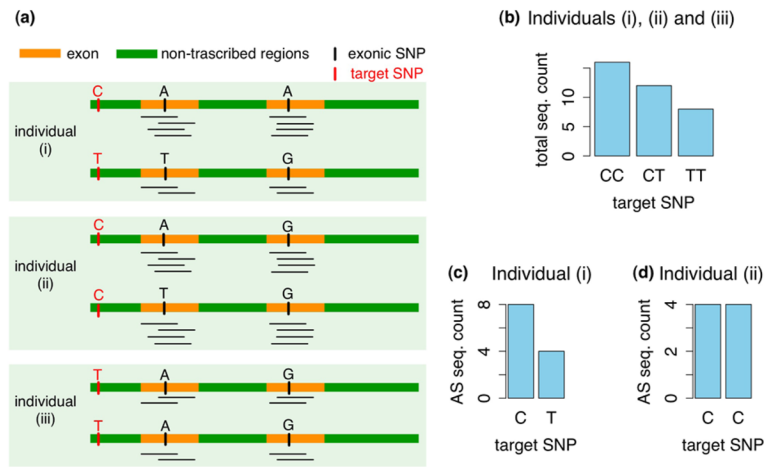 (a)
exon
non-trascribed regions
exonic SNP
target SNP
C A A
individual
(i)
T T G
C A G
individual
(ii)
C T G
T A G
individual
(iii)
T A G
(b) Individuals (i), (ii) and (iii)
total seq. count
0 5 10
CC CT TT
target SNP
(c) Individual (i)
AS seq. count
0 4 8
C T
target SNP
(d) Individual (ii)
AS seq. count
0 2 4
C C
target SNP